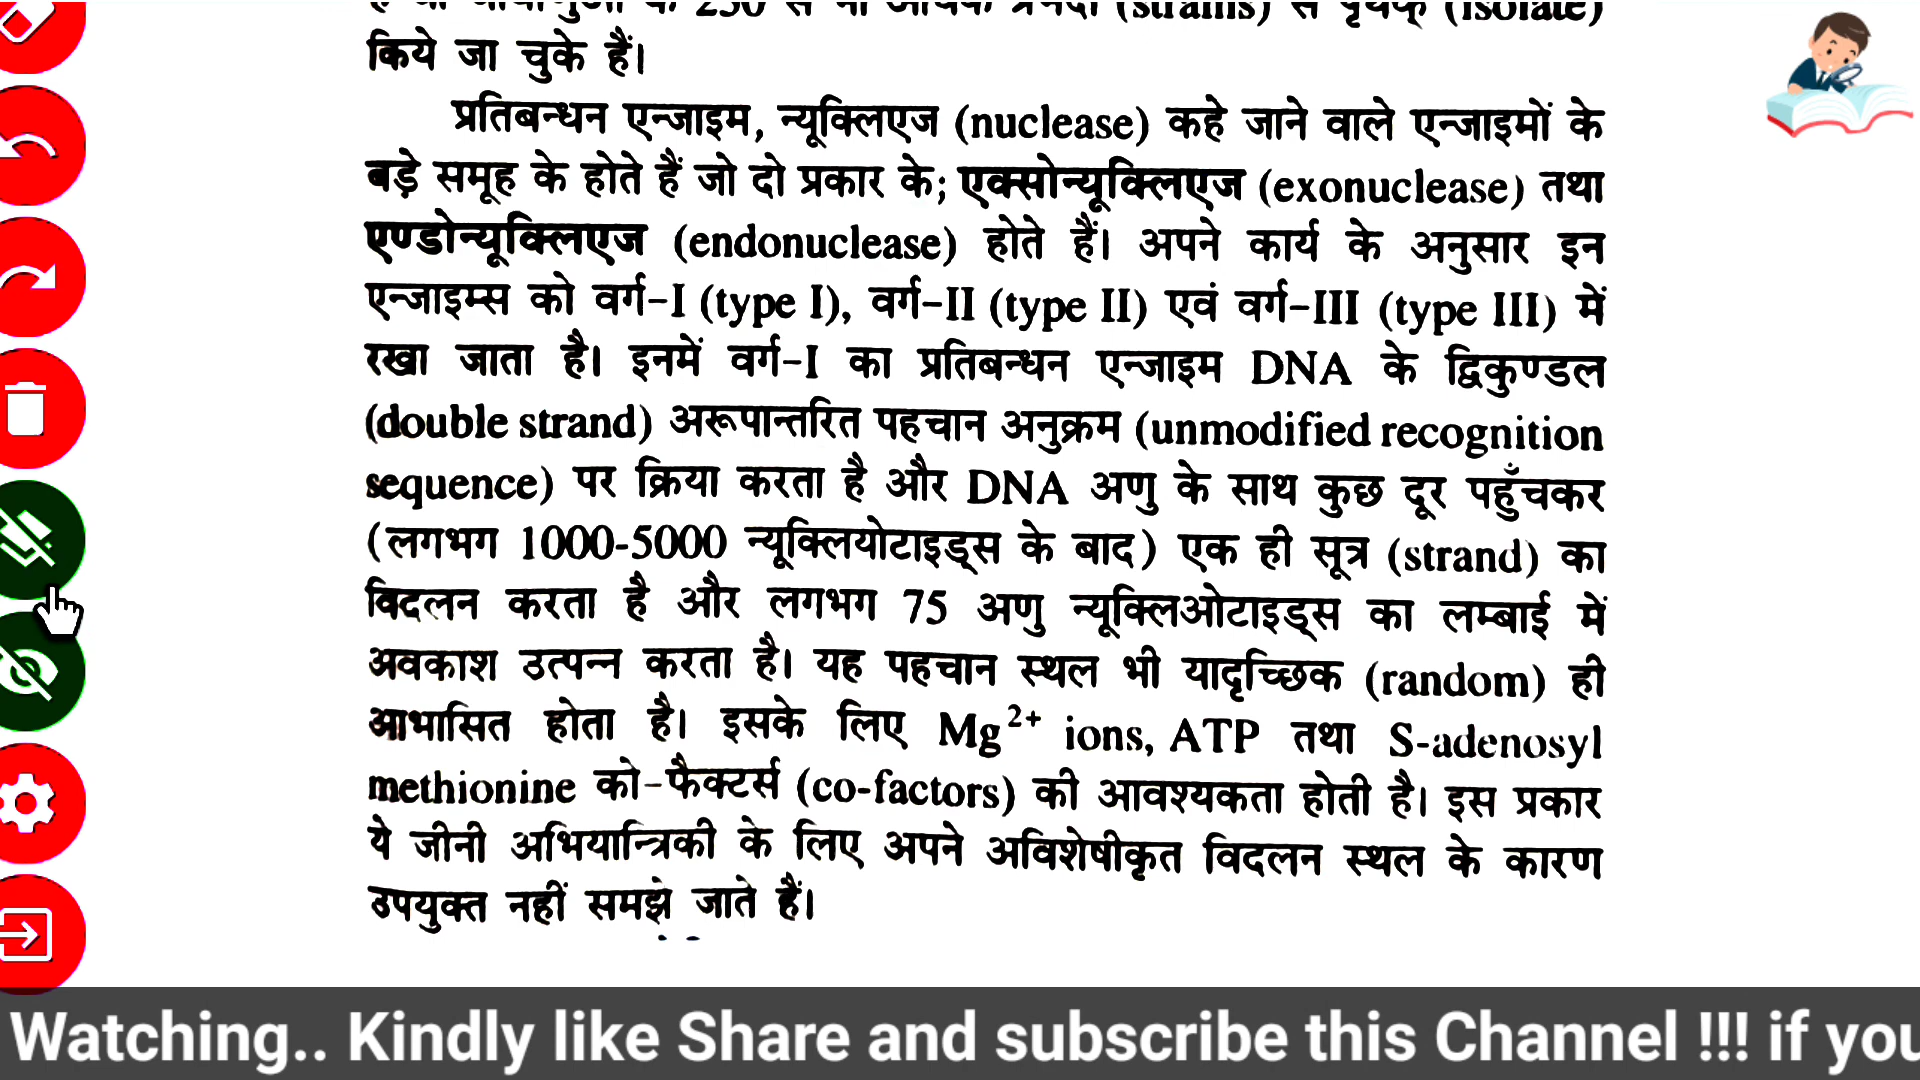 से भी अधिक प्रभेदों (strains) से पृथक् (isolate)
किये जा चुके हैं।
प्रतिबन्धन एन्जाइम, न्यूक्लिएज (nuclease) कहे जाने वाले एन्जाइमों के
बड़े समूह के होते हैं जो दो प्रकार के; एक्सोन्यूक्लिएज (exonuclease) तथा
एण्डोन्यूक्लिएज (endonuclease) होते हैं। अपने कार्य के अनुसार इन
एन्जाइम्स को वर्ग-I (type I), वर्ग-II (type II) एवं वर्ग-III (type III) में
रखा जाता है। इनमें वर्ग-I का प्रतिबन्धन एन्जाइम DNA के द्विकुण्डल
(double strand) अरूपान्तरित पहचान अनुक्रम (unmodified recognition
sequence) पर क्रिया करता है और DNA अणु के साथ कुछ दूर पहुँचकर
(लगभग 1000-5000 न्यूक्लियोटाइड्स के बाद) एक ही सूत्र (strand) का
विदलन करता है और लगभग 75 अणु न्यूक्लिओटाइड्स का लम्बाई में
अवकाश उत्पन्न करता है। यह पहचान स्थल भी यादृच्छिक (random) ही
आभासित होता है। इसके लिए Mg²⁺ ions, ATP तथा S-adenosyl
methionine को-फैक्टर्स (co-factors) की आवश्यकता होती है। इस प्रकार
ये जीनी अभियान्त्रिकी के लिए अपने अविशेषीकृत विदलन स्थल के कारण
उपयुक्त नहीं समझे जाते हैं।
Watching.. Kindly like Share and subscribe this Channel !!! if you